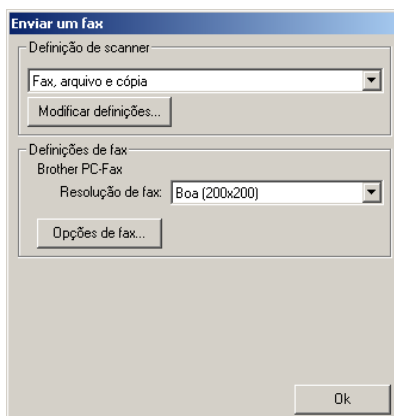 Enviar um fax
Definição de scanner
Fax, arquivo e cópia
Modificar definições...
Definições de fax
Brother PC-Fax
Resolução de fax: Boa (200x200)
Opções de fax...
Ok